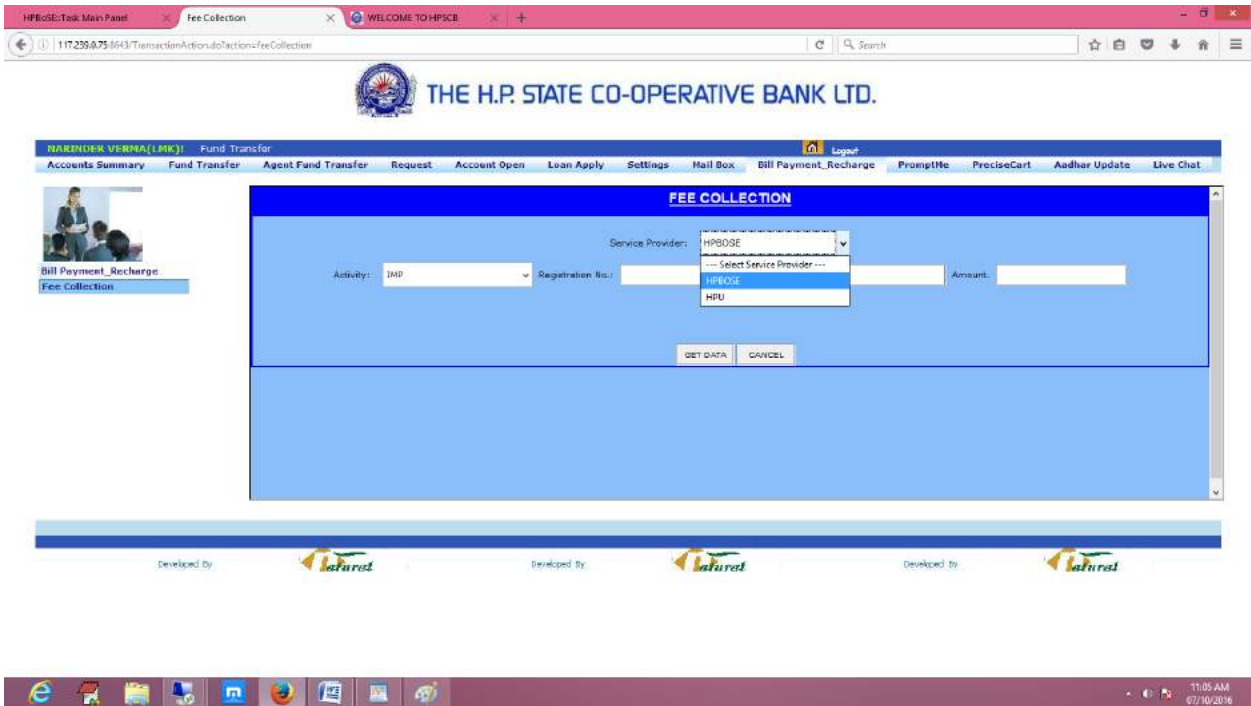 HPBoSE::Task Main Panel × Fee Collection × WELCOME TO HPSCB × +
117.239.0.75:8643/TransactionAction.do?action=feeCollection Search
THE H.P. STATE CO-OPERATIVE BANK LTD.
NARINDER VERMA(LMK)! Fund Transfer Logout
Accounts Summary Fund Transfer Agent Fund Transfer Request Account Open Loan Apply Settings Mail Box Bill Payment_Recharge PromptMe PreciseCart Aadhar Update Live Chat
FEE COLLECTION
Service Provider: HPBOSE
--- Select Service Provider ---
HPBOSE
HPU
Bill Payment_Recharge
Fee Collection
Activity: IMP Registration No.: Amount:
GET DATA CANCEL
Developed By Developed By Developed By
11:05 AM
07/10/2016